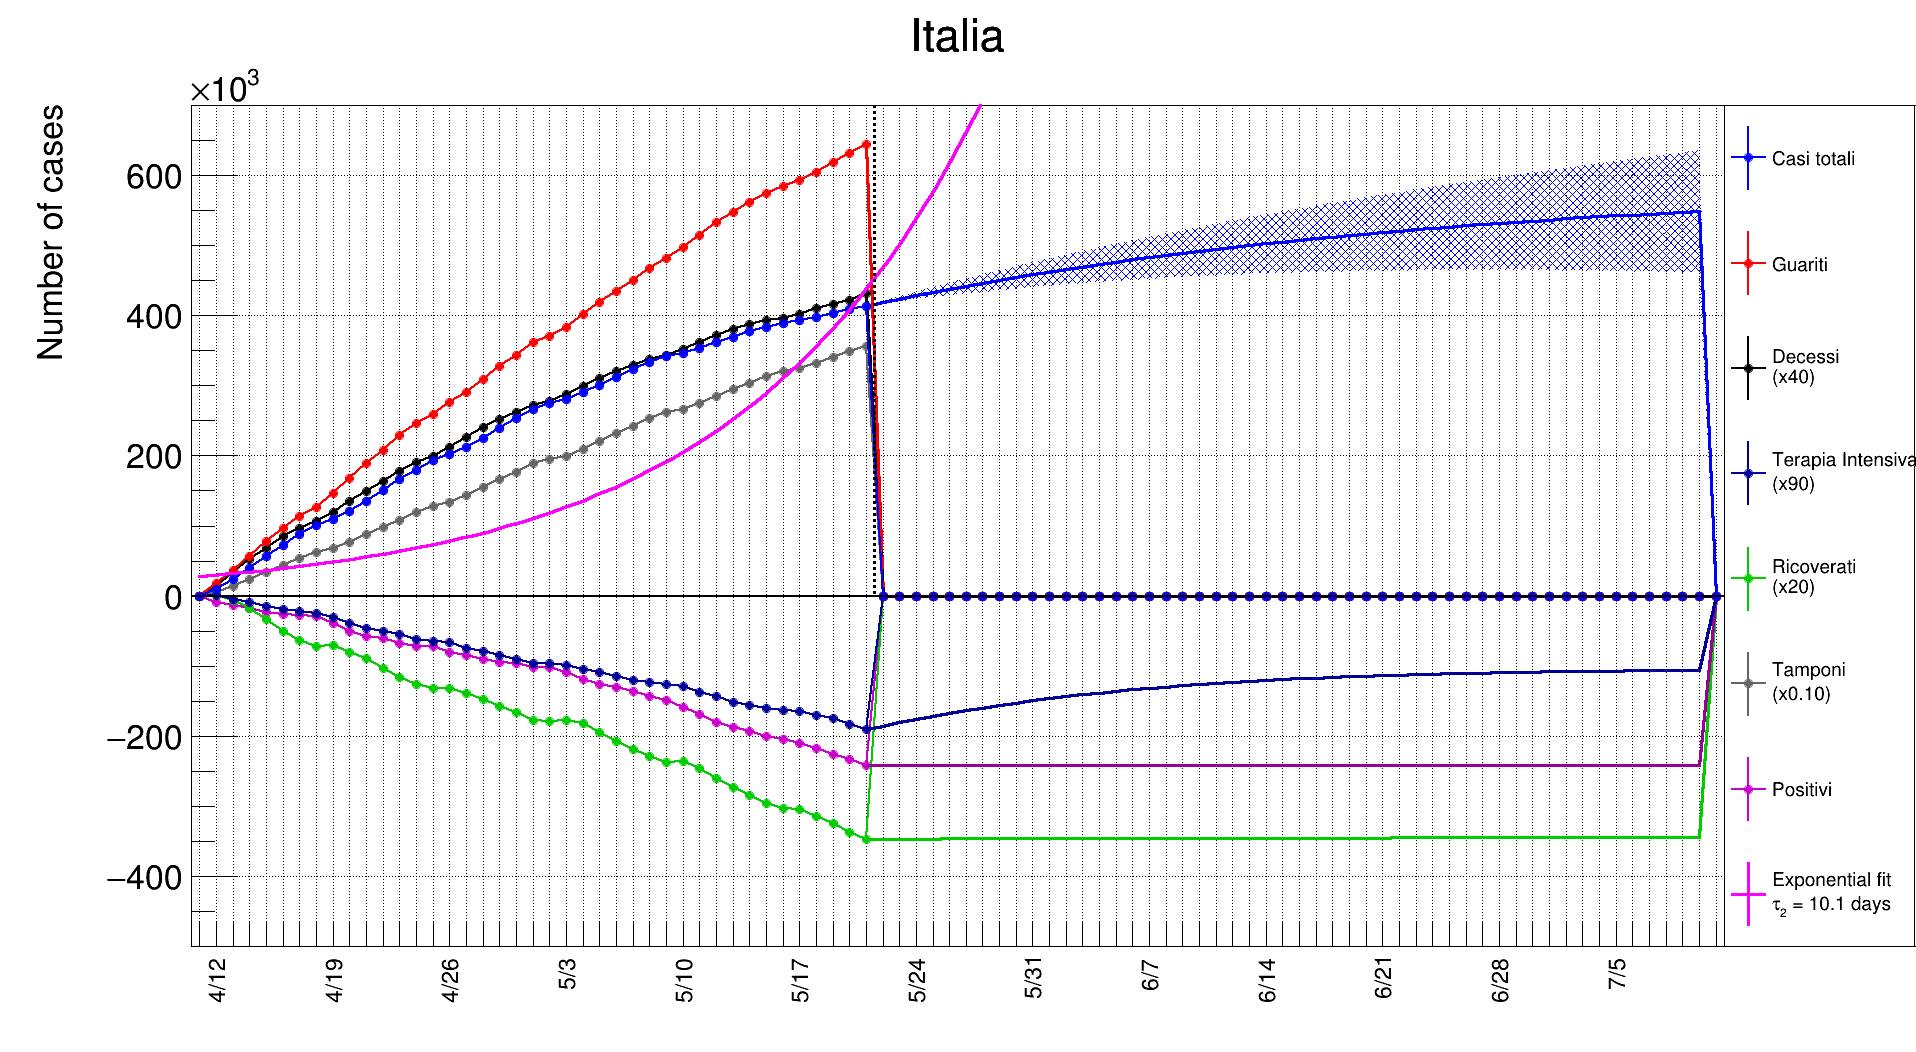 Italia
×10³
Number of cases
600
400
200
0
−200
−400
4/12
4/19
4/26
5/3
5/10
5/17
5/24
5/31
6/7
6/14
6/21
6/28
7/5
Casi totali
Guariti
Decessi
(x40)
Terapia Intensiva
(x90)
Ricoverati
(x20)
Tamponi
(x0.10)
Positivi
Exponential fit
τ₂ = 10.1 days